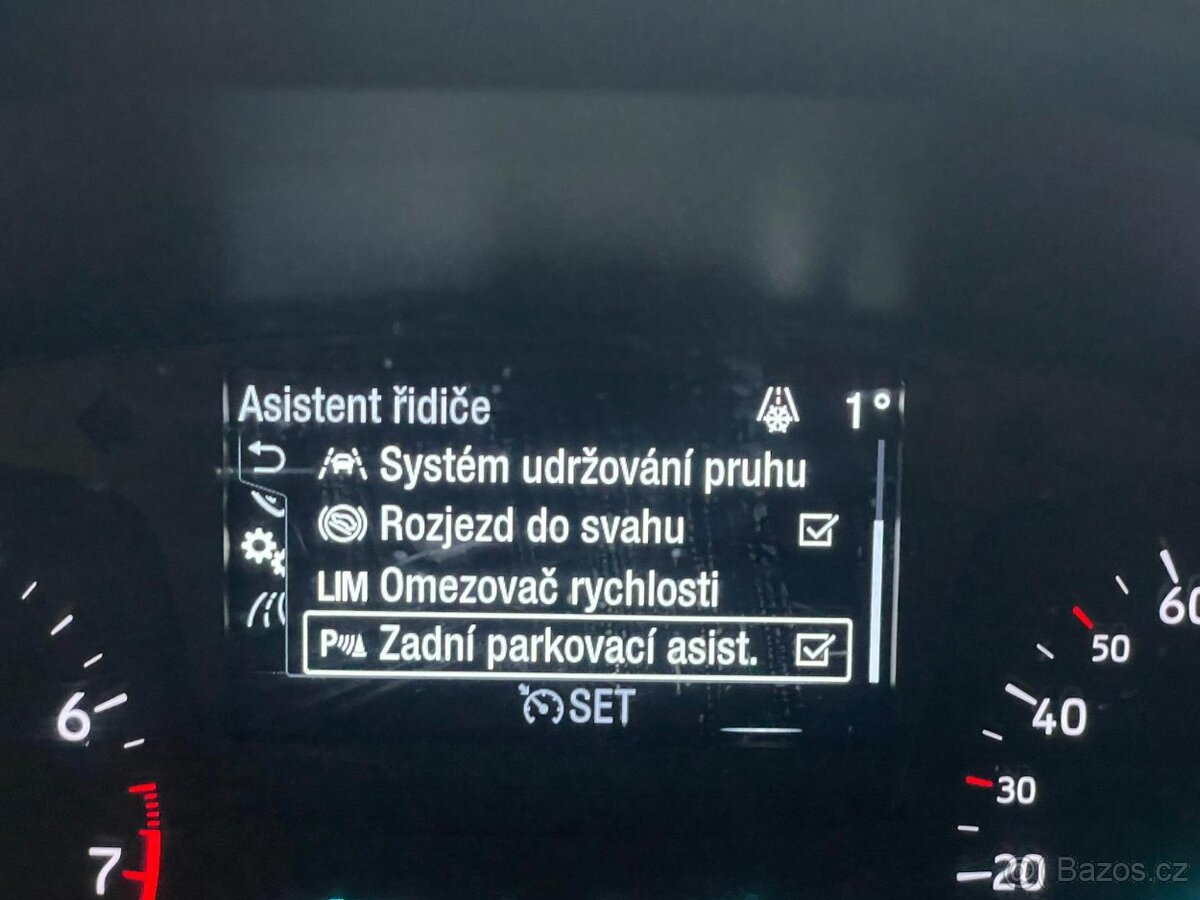 Asistent řidiče 1°
Systém udržování pruhu
Rozjezd do svahu
LIM Omezovač rychlosti
P Zadní parkovací asist.
SET
6
7
60
50
40
30
20
Bazos.cz